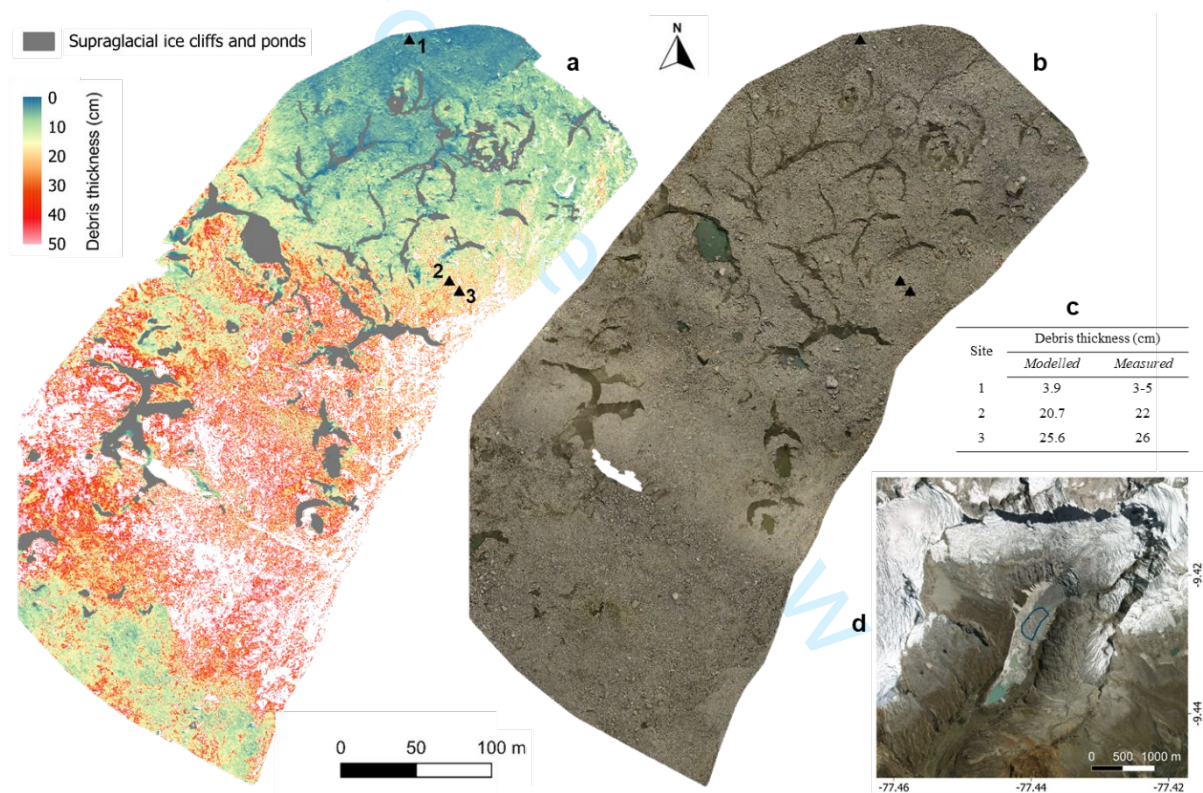 Supraglacial ice cliffs and ponds
0
10
20
30
40
50
Debris thickness (cm)
a
1
2
3
0 50 100 m
N
b
c
Site Debris thickness (cm)
Modelled Measured
1 3.9 3-5
2 20.7 22
3 25.6 26
d
-9.42
-9.44
0 500 1000 m
-77.46 -77.44 -77.42